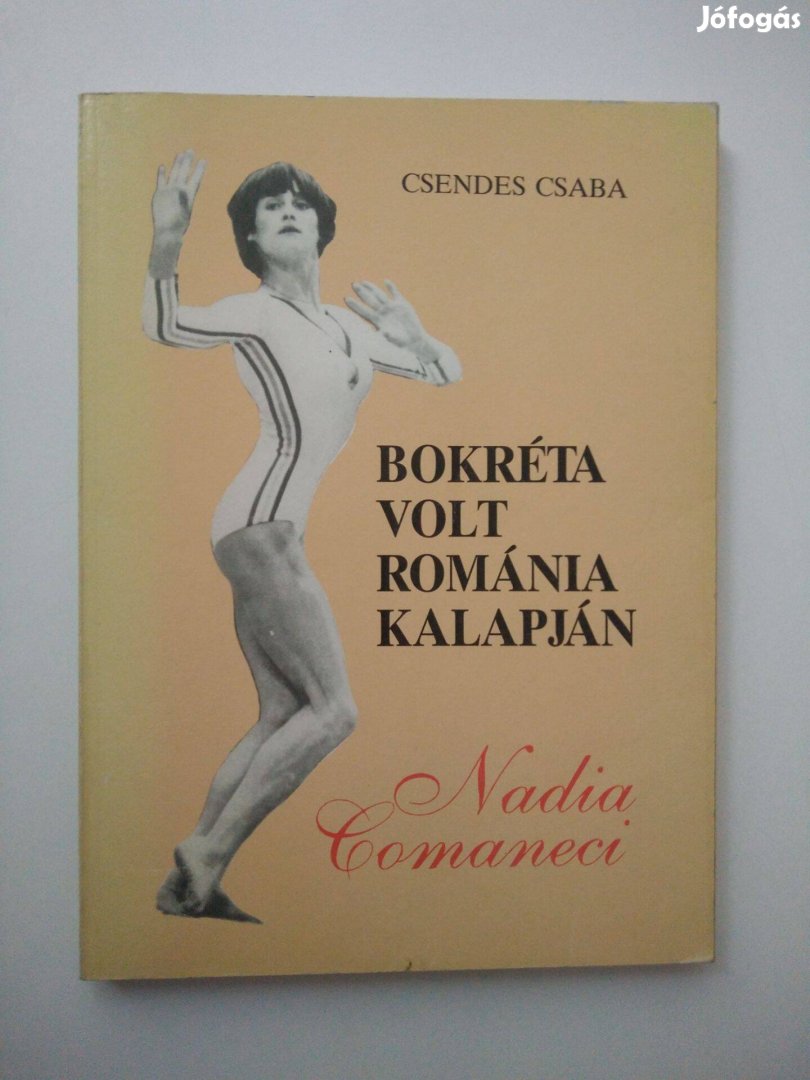 Jófogás
CSENDES CSABA
BOKRÉTA
VOLT
ROMÁNIA
KALAPJÁN
Nadia
Comaneci